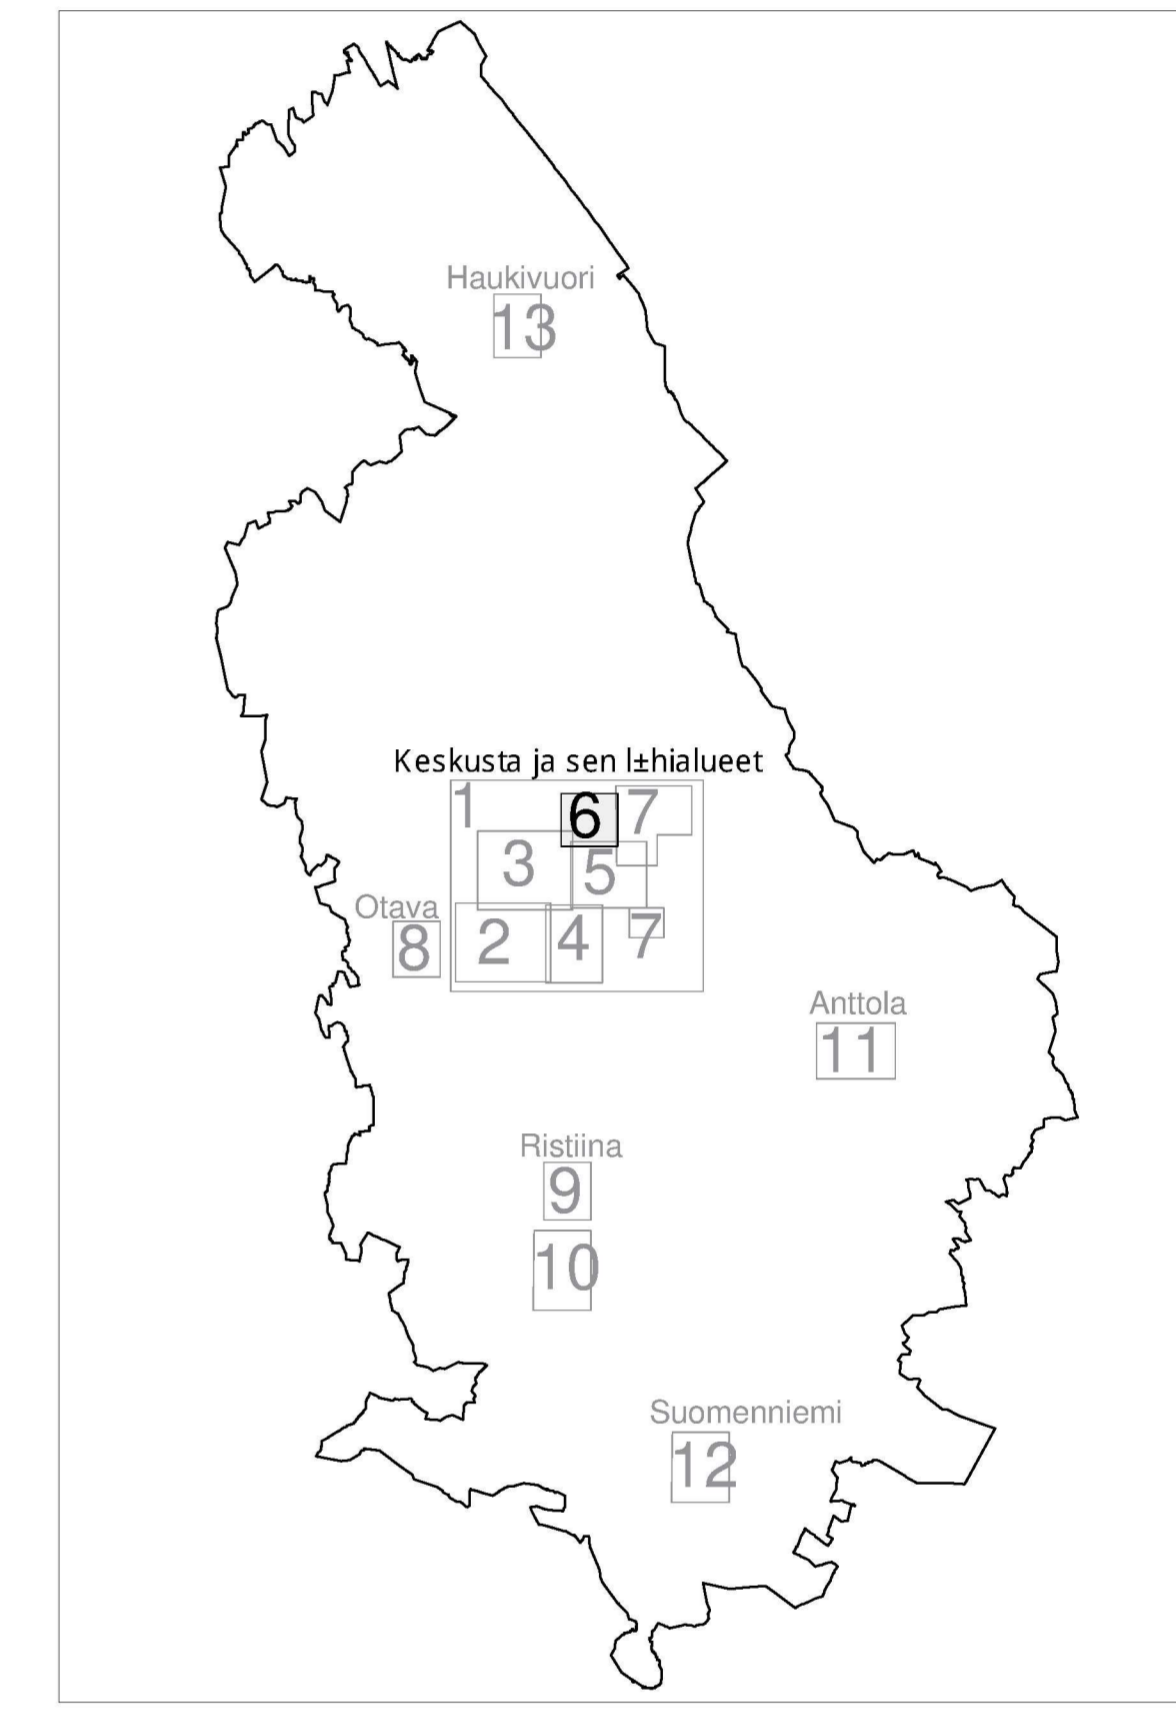 Haukivuori
13
Keskusta ja sen l±hialueet
1
6
7
3
5
Otava
8
2
4
7
Anttola
11
Ristiina
9
10
Suomenniemi
12